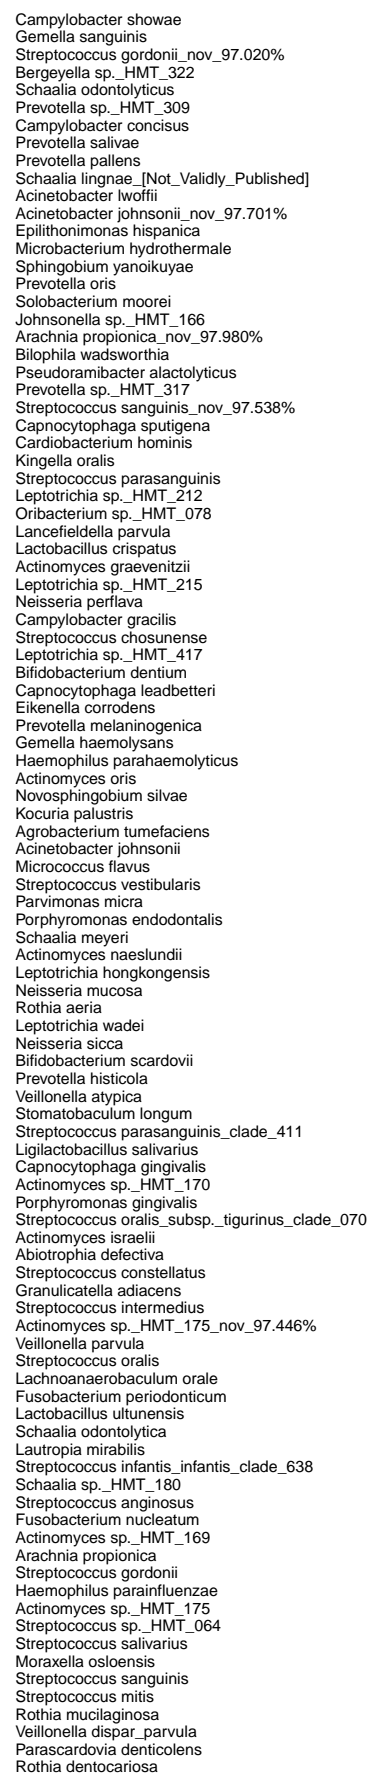 Campylobacter showae
Gemella sanguinis
Streptococcus gordonii_nov_97.020%
Bergeyella sp._HMT_322
Schaalia odontolyticus
Prevotella sp._HMT_309
Campylobacter concisus
Prevotella salivae
Prevotella pallens
Schaalia lingnae_[Not_Validly_Published]
Acinetobacter lwoffii
Acinetobacter johnsonii_nov_97.701%
Epilithonimonas hispanica
Microbacterium hydrothermale
Sphingobium yanoikuyae
Prevotella oris
Solobacterium moorei
Johnsonella sp._HMT_166
Arachnia propionica_nov_97.980%
Bilophila wadsworthia
Pseudoramibacter alactolyticus
Prevotella sp._HMT_317
Streptococcus sanguinis_nov_97.538%
Capnocytophaga sputigena
Cardiobacterium hominis
Kingella oralis
Streptococcus parasanguinis
Leptotrichia sp._HMT_212
Oribacterium sp._HMT_078
Lancefieldella parvula
Lactobacillus crispatus
Actinomyces graevenitzii
Leptotrichia sp._HMT_215
Neisseria perflava
Campylobacter gracilis
Streptococcus chosunense
Leptotrichia sp._HMT_417
Bifidobacterium dentium
Capnocytophaga leadbetteri
Eikenella corrodens
Prevotella melaninogenica
Gemella haemolysans
Haemophilus parahaemolyticus
Actinomyces oris
Novosphingobium silvae
Kocuria palustris
Agrobacterium tumefaciens
Acinetobacter johnsonii
Micrococcus flavus
Streptococcus vestibularis
Parvimonas micra
Porphyromonas endodontalis
Schaalia meyeri
Actinomyces naeslundii
Leptotrichia hongkongensis
Neisseria mucosa
Rothia aeria
Leptotrichia wadei
Neisseria sicca
Bifidobacterium scardovii
Prevotella histicola
Veillonella atypica
Stomatobaculum longum
Streptococcus parasanguinis_clade_411
Ligilactobacillus salivarius
Capnocytophaga gingivalis
Actinomyces sp._HMT_170
Porphyromonas gingivalis
Streptococcus oralis_subsp._tigurinus_clade_070
Actinomyces israelii
Abiotrophia defectiva
Streptococcus constellatus
Granulicatella adiacens
Streptococcus intermedius
Actinomyces sp._HMT_175_nov_97.446%
Veillonella parvula
Streptococcus oralis
Lachnoanaerobaculum orale
Fusobacterium periodonticum
Lactobacillus ultunensis
Schaalia odontolytica
Lautropia mirabilis
Streptococcus infantis_infantis_clade_638
Schaalia sp._HMT_180
Streptococcus anginosus
Fusobacterium nucleatum
Actinomyces sp._HMT_169
Arachnia propionica
Streptococcus gordonii
Haemophilus parainfluenzae
Actinomyces sp._HMT_175
Streptococcus sp._HMT_064
Streptococcus salivarius
Moraxella osloensis
Streptococcus sanguinis
Streptococcus mitis
Rothia mucilaginosa
Veillonella dispar_parvula
Parascardovia denticolens
Rothia dentocariosa